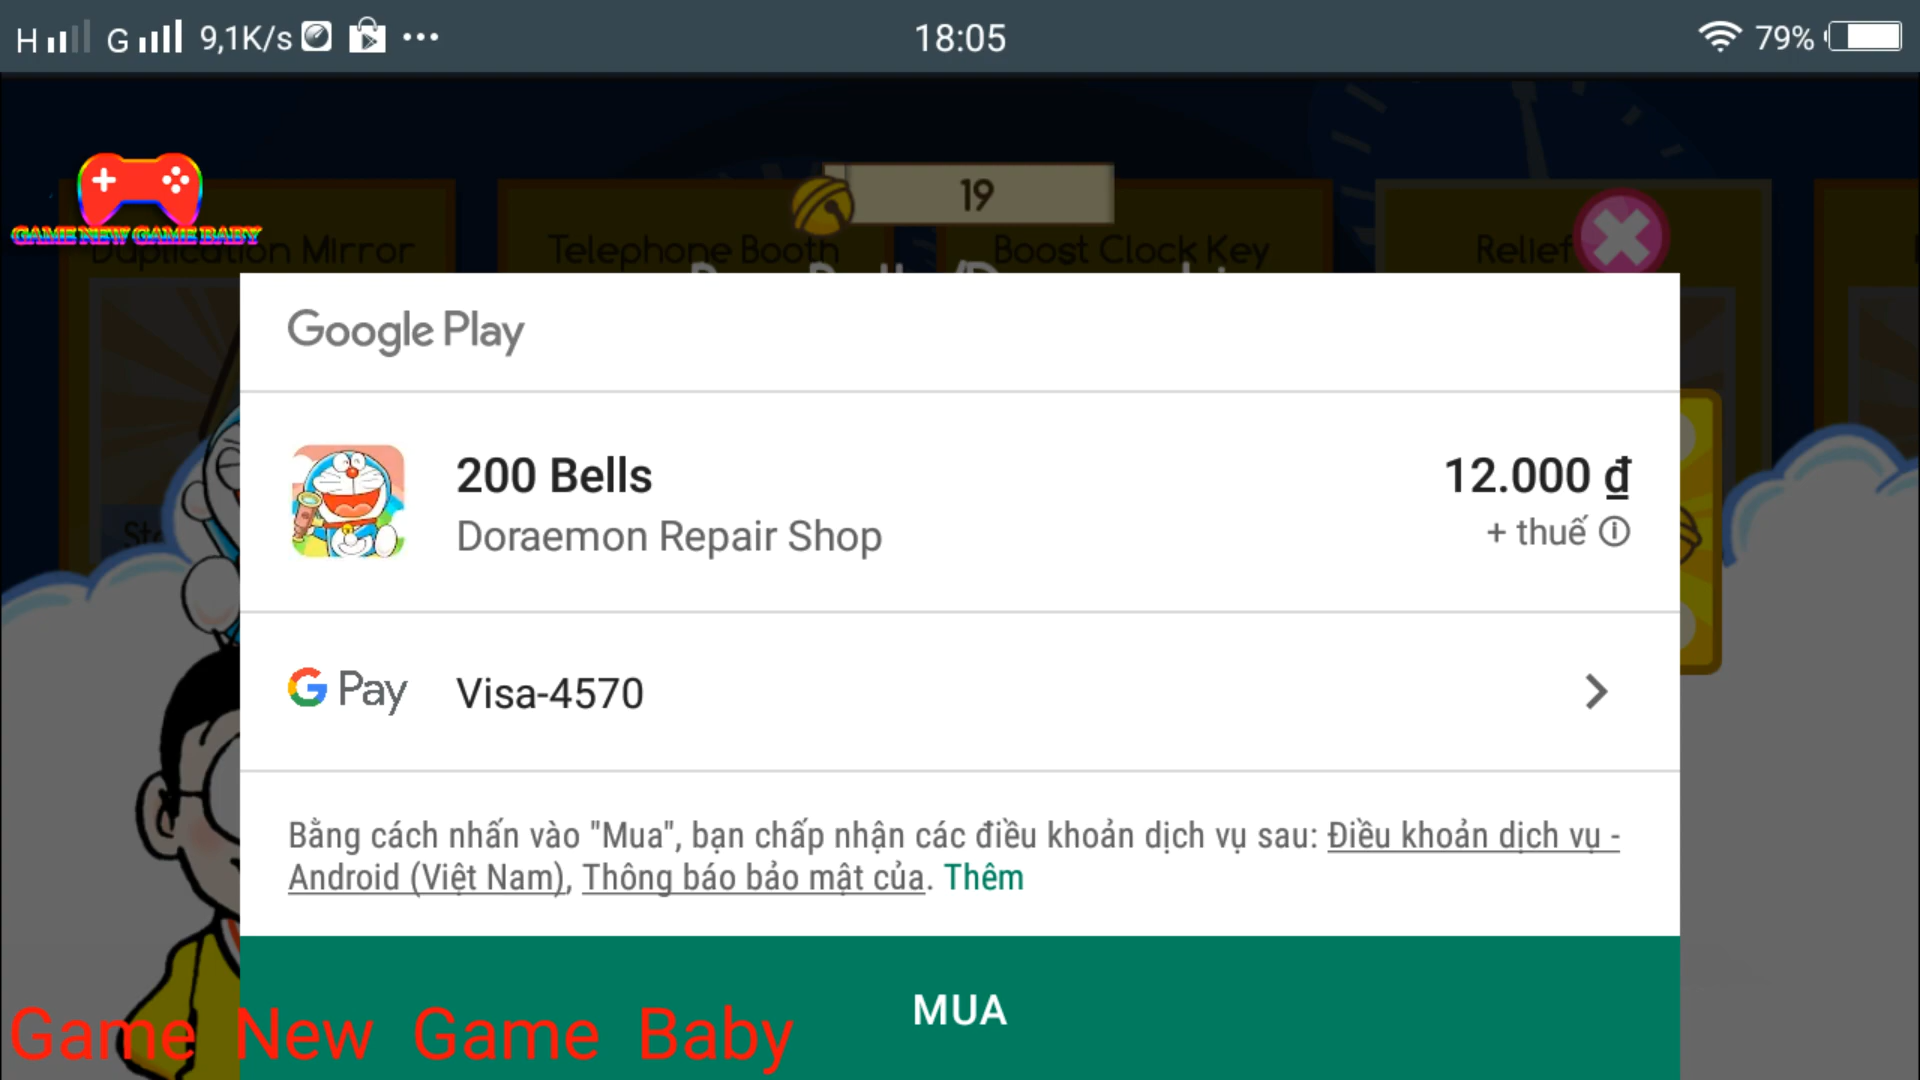 H G 9,1K/s 18:05 79%
19
GAME NEW GAME BABY
Mirror Telephone Booth Boost Clock Key Relief
Google Play
200 Bells 12.000 ₫
Doraemon Repair Shop + thuế
G Pay Visa-4570
Bằng cách nhấn vào "Mua", bạn chấp nhận các điều khoản dịch vụ sau: Điều khoản dịch vụ -
Android (Việt Nam), Thông báo bảo mật của. Thêm
MUA
Game New Game Baby